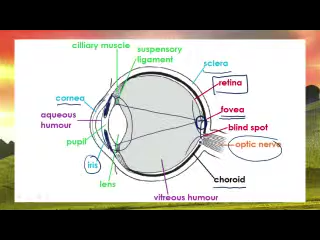 cilliary muscle
suspensory
ligament
sclera
retina
cornea
aqueous
humour
fovea
blind spot
pupil
optic nerve
iris
lens
choroid
vitreous humour